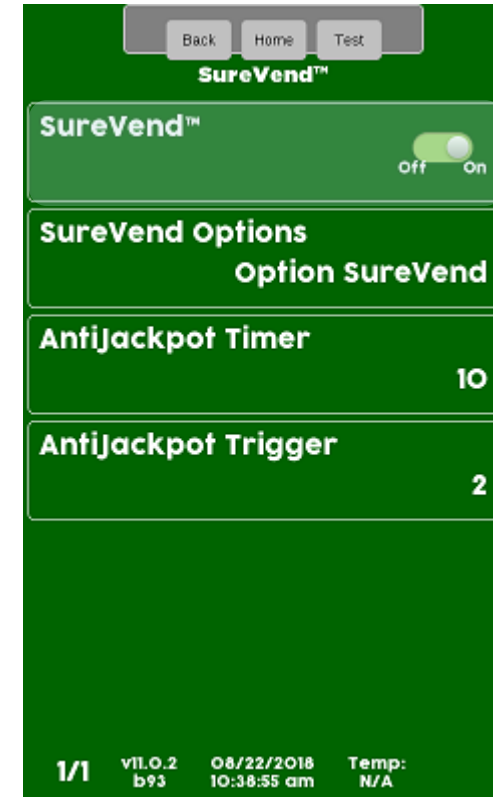 Back Home Test
SureVend™
SureVend™
Off On
SureVend Options
Option SureVend
AntiJackpot Timer
10
AntiJackpot Trigger
2
1/1 v11.0.2 08/22/2018 Temp:
b93 10:38:55 am N/A